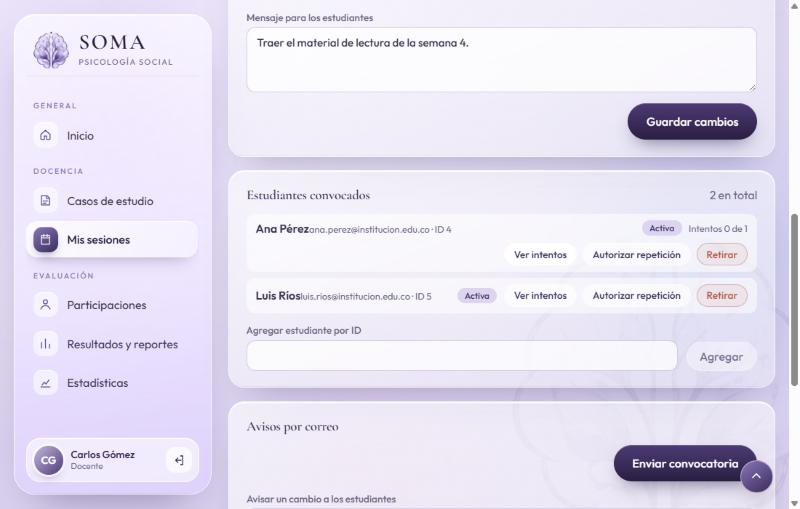 SOMA
PSICOLOGÍA SOCIAL
GENERAL
Inicio
DOCENCIA
Casos de estudio
Mis sesiones
EVALUACIÓN
Participaciones
Resultados y reportes
Estadísticas
CG
Carlos Gómez
Docente
Mensaje para los estudiantes
Traer el material de lectura de la semana 4.
Guardar cambios
Estudiantes convocados
2 en total
Ana Pérezana.perez@institucion.edu.co · ID 4
Activa
Intentos 0 de 1
Ver intentos
Autorizar repetición
Retirar
Luis Ríosluis.rios@institucion.edu.co · ID 5
Activa
Ver intentos
Autorizar repetición
Retirar
Agregar estudiante por ID
Agregar
Avisos por correo
Enviar convocatoria
Avisar un cambio a los estudiantes